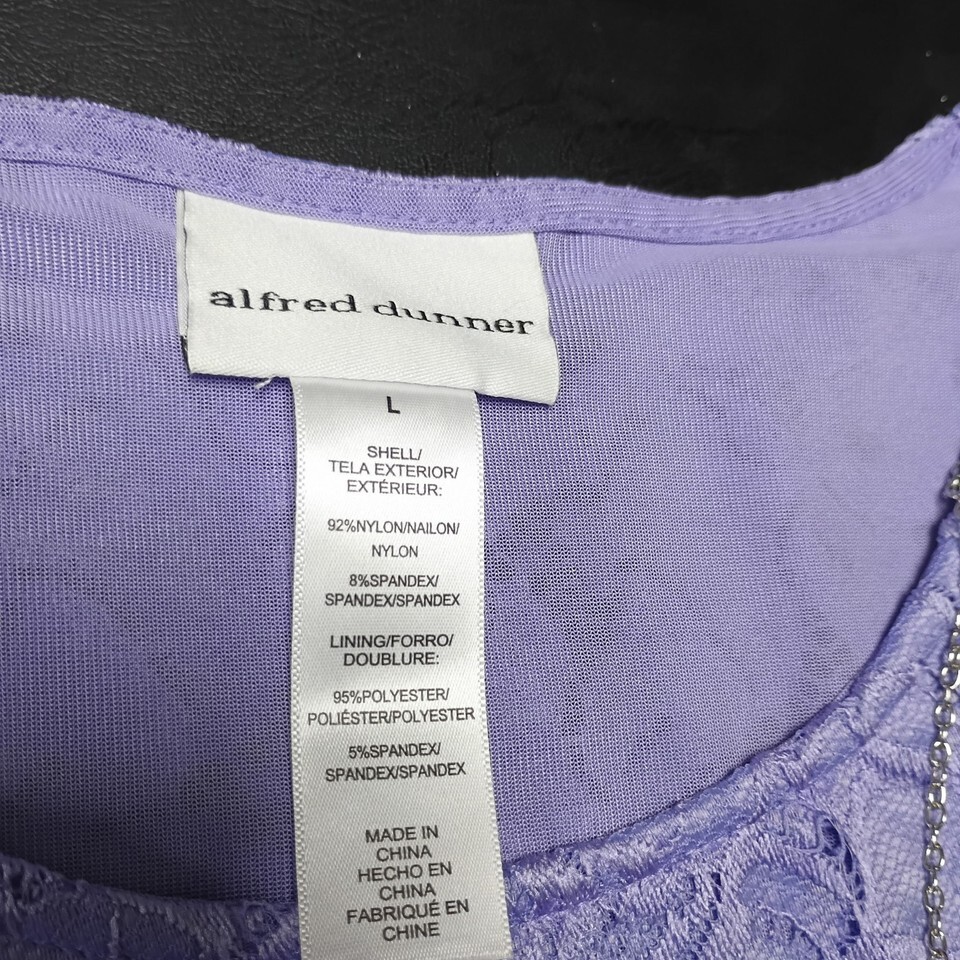 alfred dunner
L
SHELL/
TELA EXTERIOR/
EXTÉRIEUR:
92%NYLON/NAILON/
NYLON
8%SPANDEX/
SPANDEX/SPANDEX
LINING/FORRO/
DOUBLURE:
95%POLYESTER/
POLIÉSTER/POLYESTER
5%SPANDEX/
SPANDEX/SPANDEX
MADE IN
CHINA
HECHO EN
CHINA
FABRIQUÉ EN
CHINE